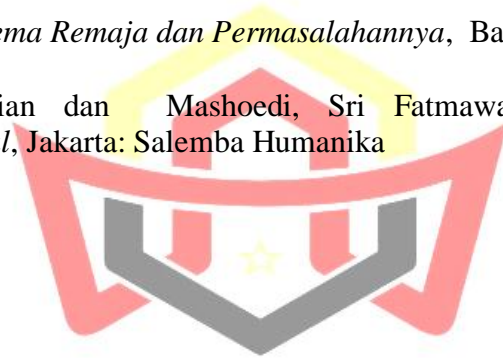 ema Remaja dan Permasalahannya, Ba
ian dan Mashoedi, Sri Fatmawa
l, Jakarta: Salemba Humanika